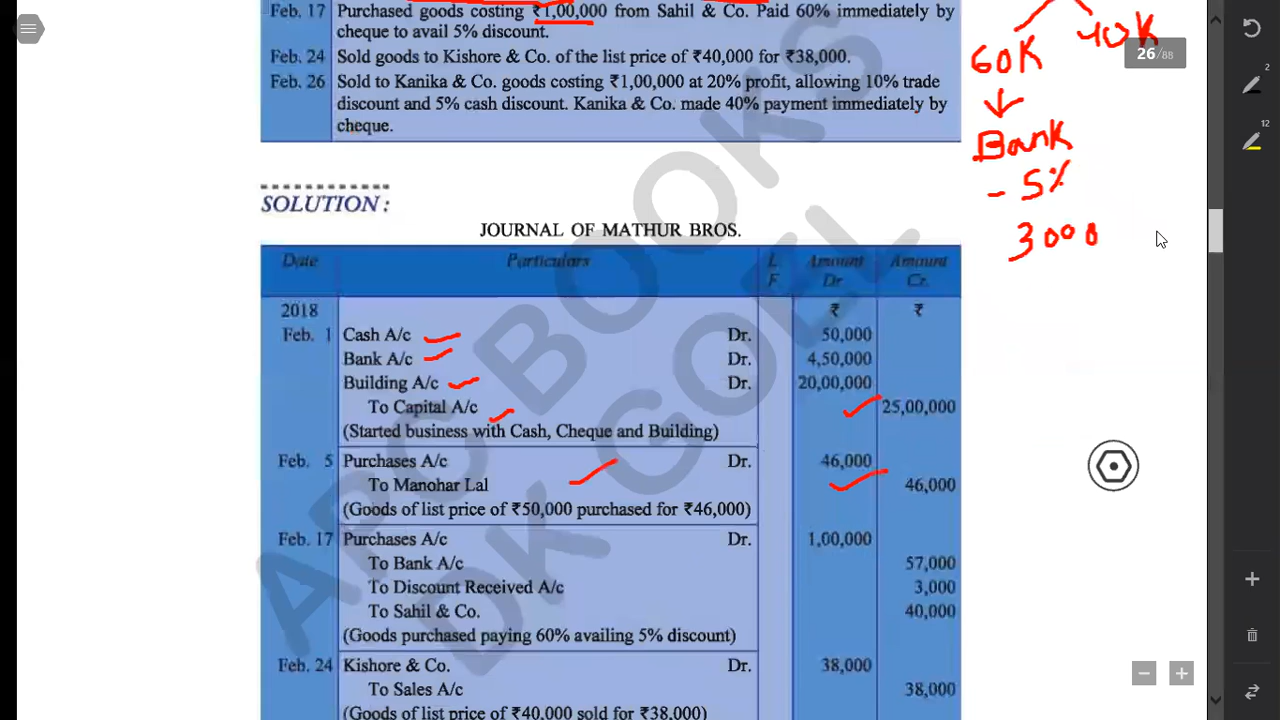 Feb. 17 Purchased goods costing ₹1,00,000 from Sahil & Co. Paid 60% immediately by
cheque to avail 5% discount.
Feb. 24 Sold goods to Kishore & Co. of the list price of ₹40,000 for ₹38,000.
Feb. 26 Sold to Kanika & Co. goods costing ₹1,00,000 at 20% profit, allowing 10% trade
discount and 5% cash discount. Kanika & Co. made 40% payment immediately by
cheque.
60K 40K
Bank
- 5%
3000
26/88
2
12
SOLUTION :
JOURNAL OF MATHUR BROS.
Date Particulars L F Amount Dr. Amount Cr.
2018 ₹ ₹
Feb. 1 Cash A/c Dr. 50,000
Bank A/c Dr. 4,50,000
Building A/c Dr. 20,00,000
To Capital A/c 25,00,000
(Started business with Cash, Cheque and Building)
Feb. 5 Purchases A/c Dr. 46,000
To Manohar Lal 46,000
(Goods of list price of ₹50,000 purchased for ₹46,000)
Feb. 17 Purchases A/c Dr. 1,00,000
To Bank A/c 57,000
To Discount Received A/c 3,000
To Sahil & Co. 40,000
(Goods purchased paying 60% availing 5% discount)
Feb. 24 Kishore & Co. Dr. 38,000
To Sales A/c 38,000
(Goods of list price of ₹40,000 sold for ₹38,000)
APC BOOKS
DK GOEL